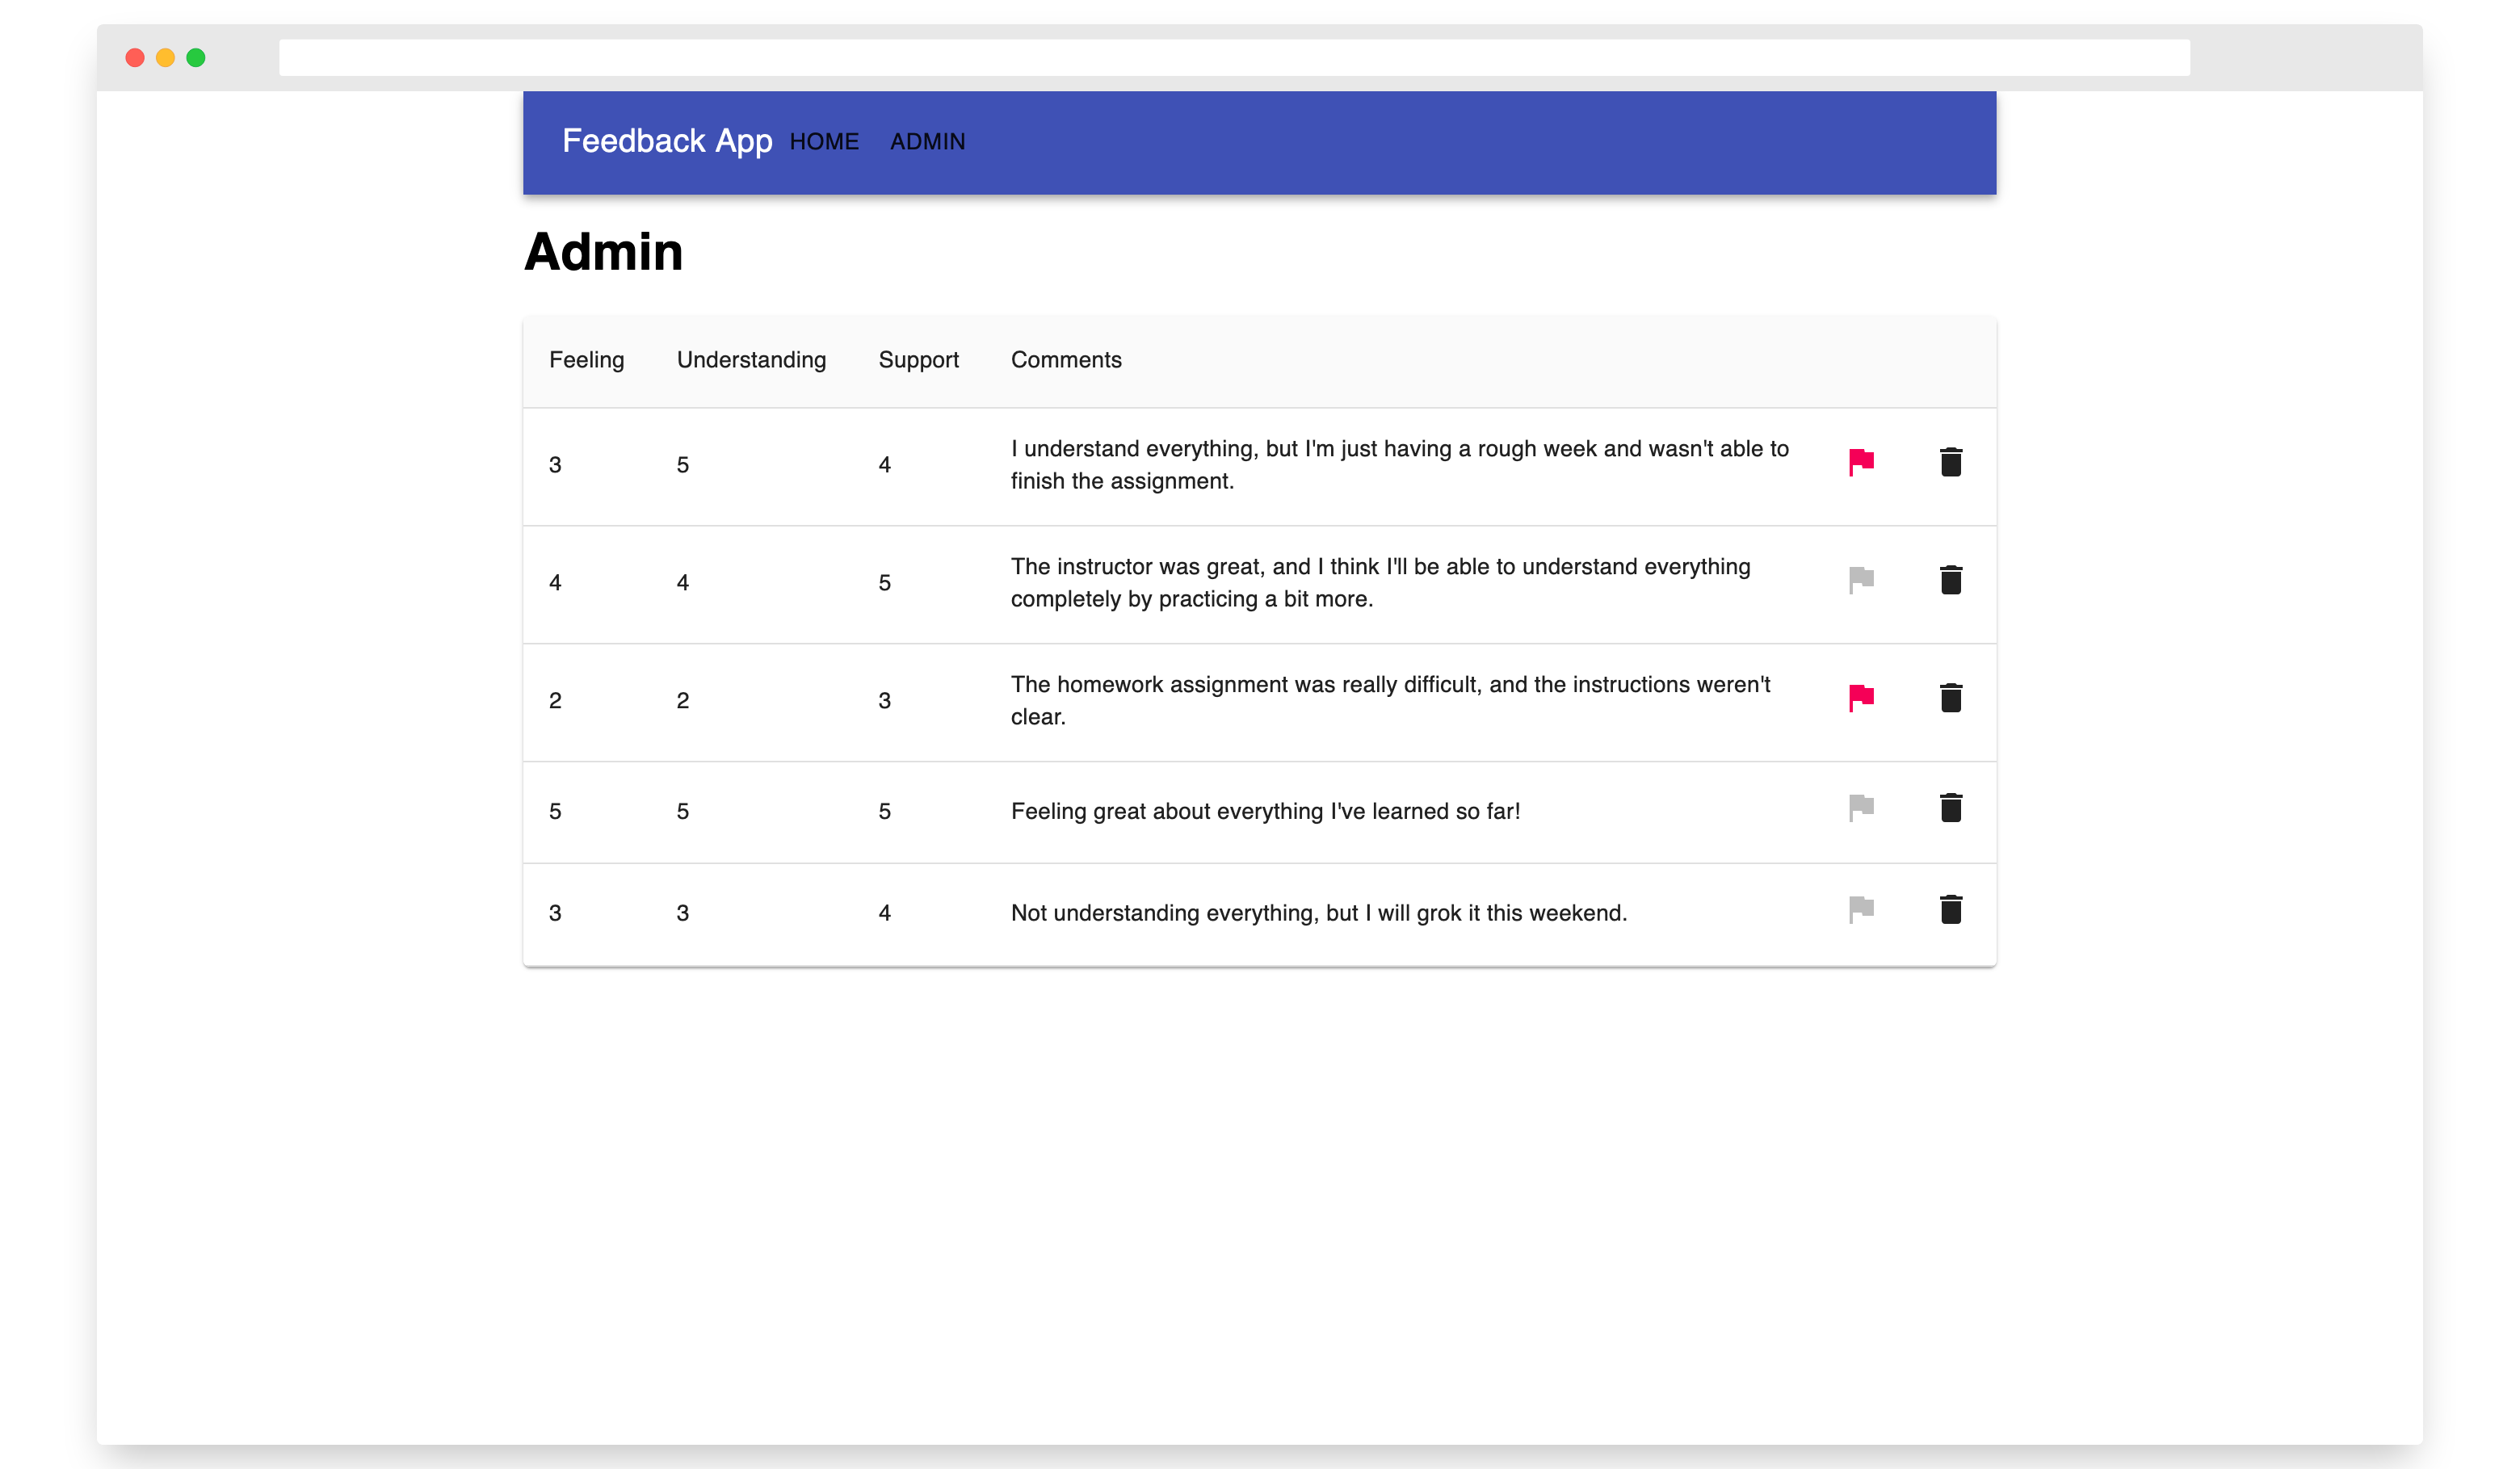 Feedback App HOME ADMIN
Admin
Feeling Understanding Support Comments
3 5 4 I understand everything, but I'm just having a rough week and wasn't able to
finish the assignment.
4 4 5 The instructor was great, and I think I'll be able to understand everything
completely by practicing a bit more.
2 2 3 The homework assignment was really difficult, and the instructions weren't
clear.
5 5 5 Feeling great about everything I've learned so far!
3 3 4 Not understanding everything, but I will grok it this weekend.